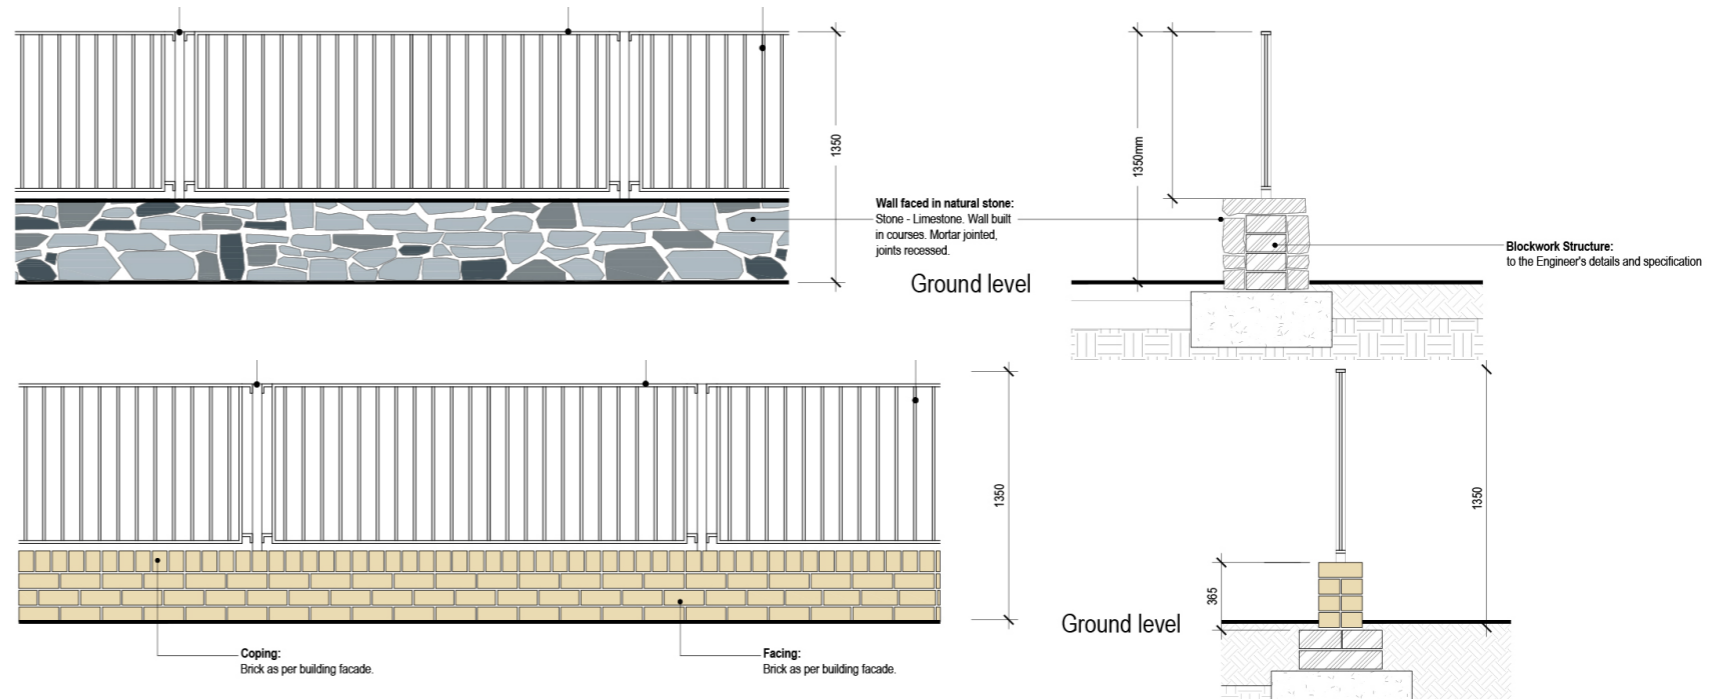 1350
1350mm
Wall faced in natural stone:
Stone - Limestone. Wall built
in courses. Mortar jointed,
joints recessed.
Blockwork Structure:
to the Engineer's details and specification
Ground level
1350
1350
365
Ground level
Coping:
Brick as per building facade.
Facing:
Brick as per building facade.